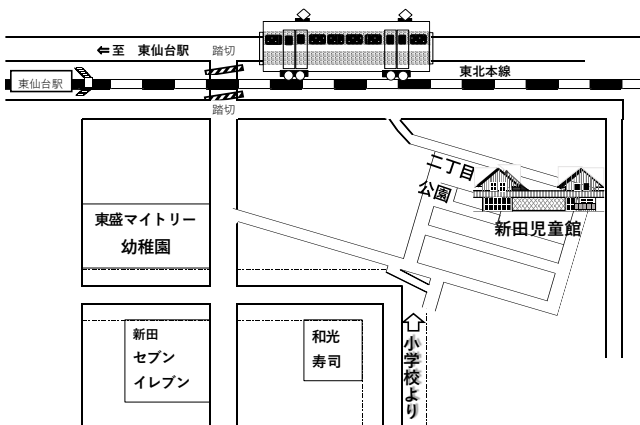 ⇐至 東仙台駅
踏切
東北本線
東仙台駅
踏切
二丁目
公園
新田児童館
東盛マイトリー
幼稚園
新田
セブン
イレブン
和光
寿司
小学校より